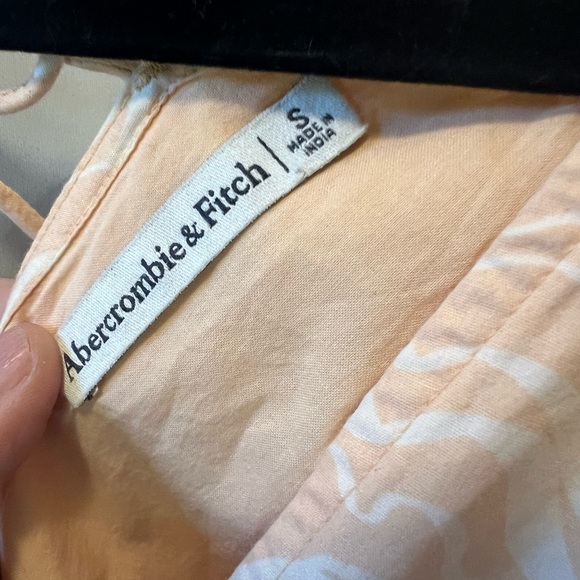 Abercrombie & Fitch
S
MADE IN
INDIA